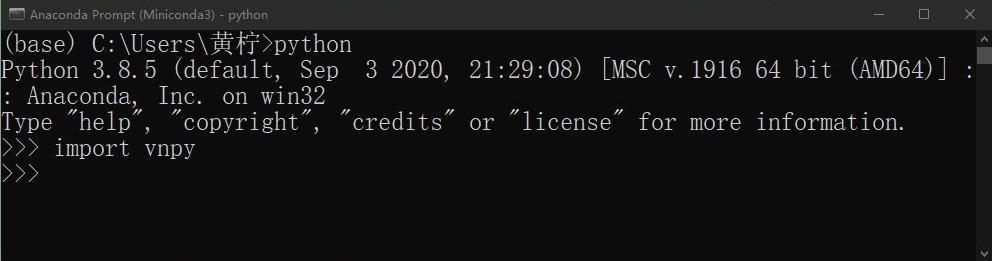 Anaconda Prompt (Miniconda3) - python
(base) C:\Users\黄柠>python
Python 3.8.5 (default, Sep  3 2020, 21:29:08) [MSC v.1916 64 bit (AMD64)] :
: Anaconda, Inc. on win32
Type "help", "copyright", "credits" or "license" for more information.
>>> import vnpy
>>>